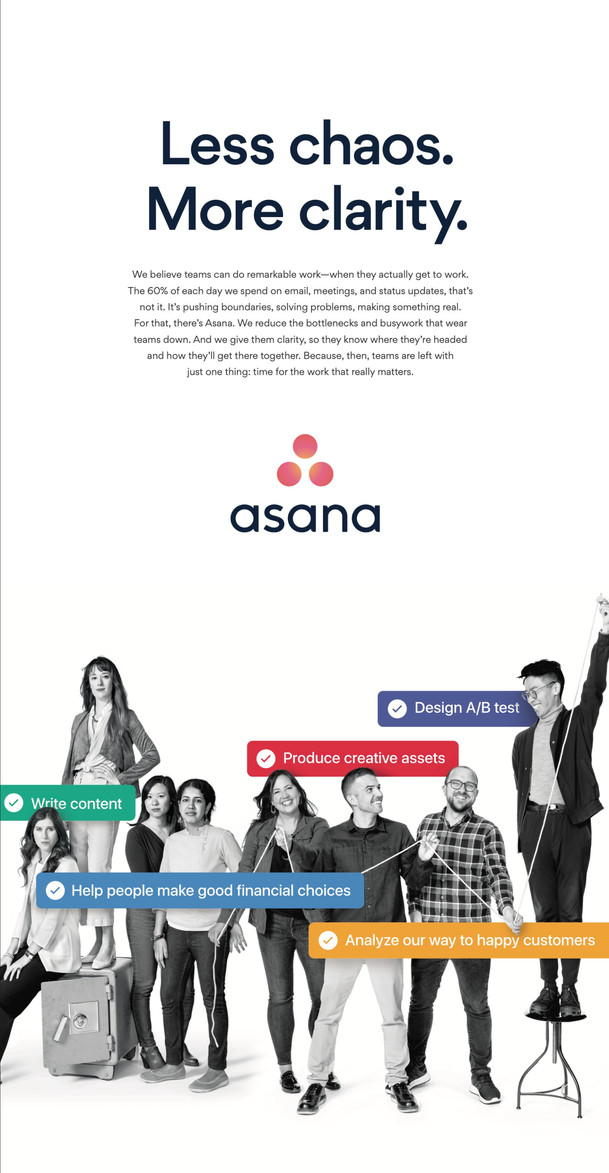 Less chaos.
More clarity.
We believe teams can do remarkable work—when they actually get to work.
The 60% of each day we spend on email, meetings, and status updates, that's
not it. It's pushing boundaries, solving problems, making something real.
For that, there's Asana. We reduce the bottlenecks and busywork that wear
teams down. And we give them clarity, so they know where they're headed
and how they'll get there together. Because, then, teams are left with
just one thing: time for the work that really matters.
asana
Design A/B test
Produce creative assets
Write content
Help people make good financial choices
Analyze our way to happy customers